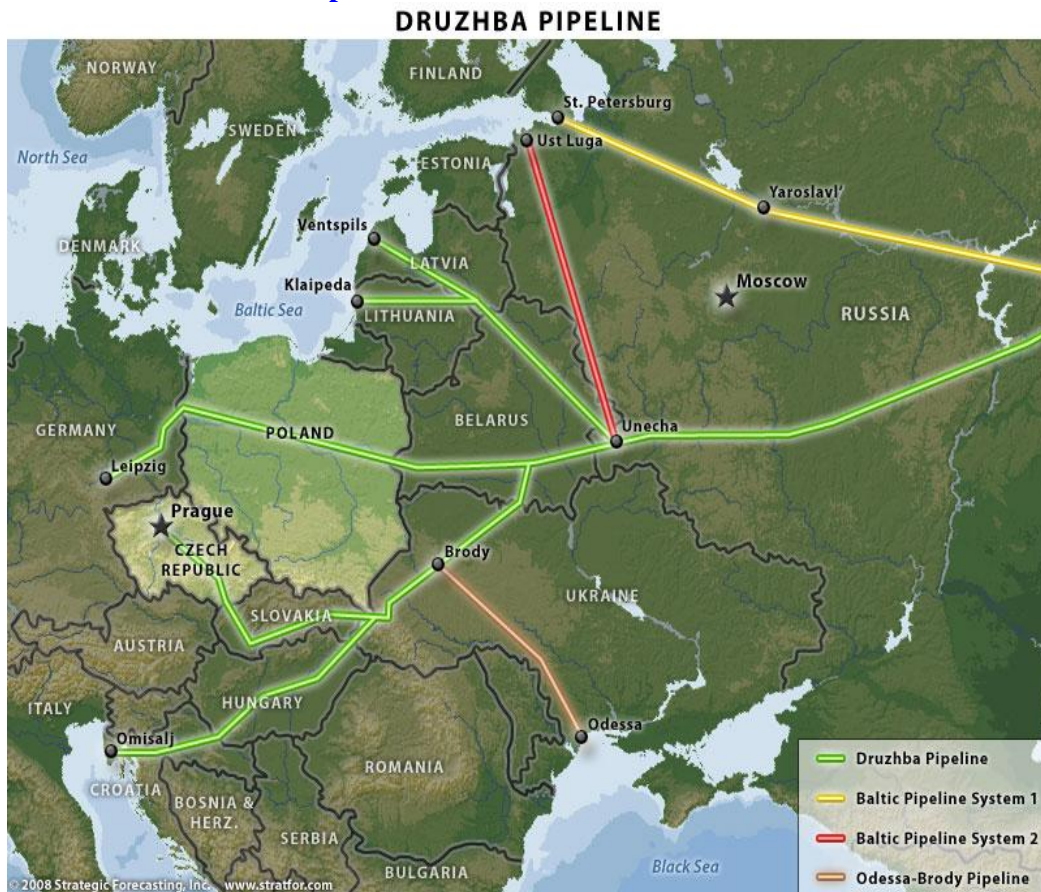 DRUZHBA PIPELINE
NORWAY
FINLAND
St. Petersburg
SWEDEN
Ust Luga
North Sea
ESTONIA
Yaroslavl'
Ventspils
DENMARK
LATVIA
Klaipeda
Moscow
Baltic Sea
LITHUANIA
RUSSIA
BELARUS
Unecha
GERMANY
POLAND
Leipzig
Prague
CZECH
REPUBLIC
Brody
UKRAINE
SLOVAKIA
AUSTRIA
HUNGARY
ITALY
Odessa
Omisalj
ROMANIA
CROATIA
BOSNIA &
HERZ.
SERBIA
BULGARIA
Black Sea
Druzhba Pipeline
Baltic Pipeline System 1
Baltic Pipeline System 2
Odessa-Brody Pipeline
© 2008 Strategic Forecasting, Inc. www.stratfor.com